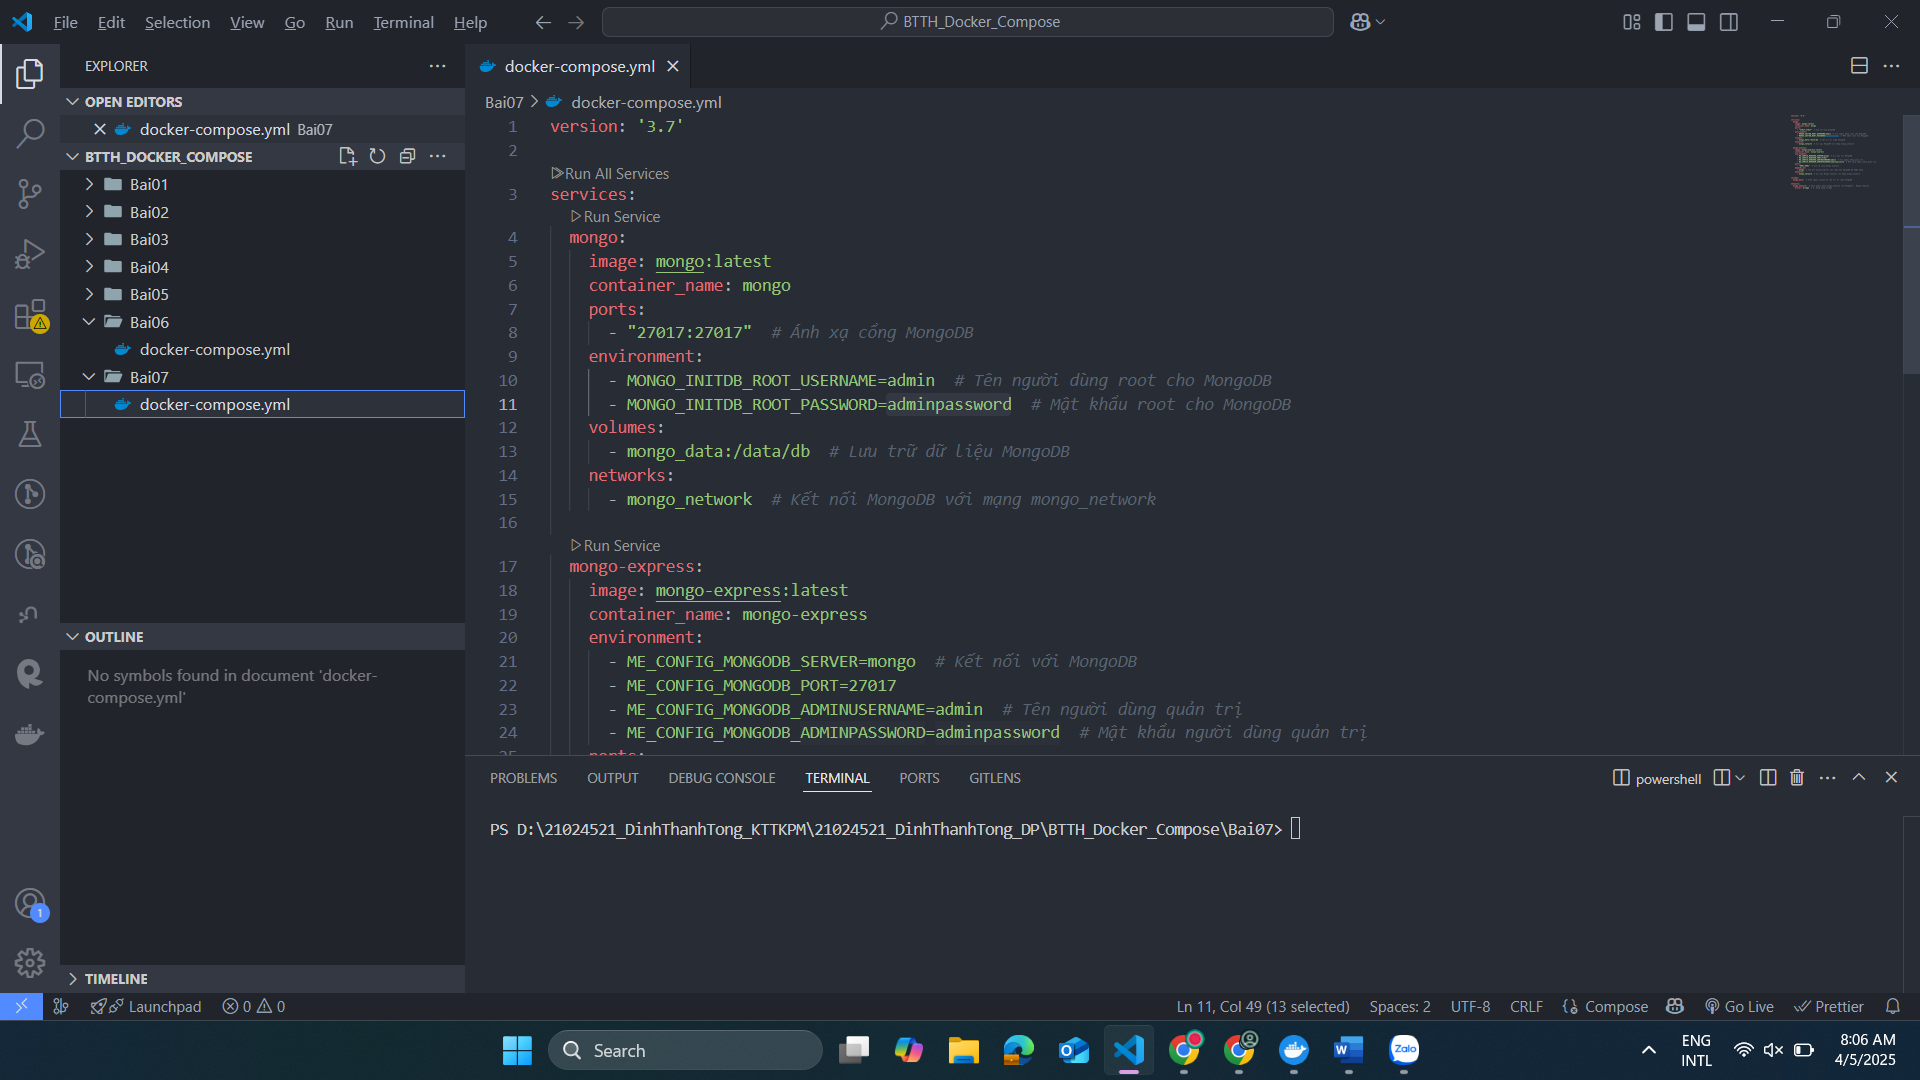 File Edit Selection View Go Run Terminal Help
BTTH_Docker_Compose
EXPLORER
OPEN EDITORS
docker-compose.yml Bai07
BTTH_DOCKER_COMPOSE
Bai01
Bai02
Bai03
Bai04
Bai05
Bai06
docker-compose.yml
Bai07
docker-compose.yml
OUTLINE
No symbols found in document 'docker-
compose.yml'
TIMELINE
docker-compose.yml
Bai07 > docker-compose.yml
1 version: '3.7'
2
Run All Services
3 services:
Run Service
4 mongo:
5 image: mongo:latest
6 container_name: mongo
7 ports:
8 - "27017:27017" # Ánh xạ cổng MongoDB
9 environment:
10 - MONGO_INITDB_ROOT_USERNAME=admin # Tên người dùng root cho MongoDB
11 - MONGO_INITDB_ROOT_PASSWORD=adminpassword # Mật khẩu root cho MongoDB
12 volumes:
13 - mongo_data:/data/db # Lưu trữ dữ liệu MongoDB
14 networks:
15 - mongo_network # Kết nối MongoDB với mạng mongo_network
16
Run Service
17 mongo-express:
18 image: mongo-express:latest
19 container_name: mongo-express
20 environment:
21 - ME_CONFIG_MONGODB_SERVER=mongo # Kết nối với MongoDB
22 - ME_CONFIG_MONGODB_PORT=27017
23 - ME_CONFIG_MONGODB_ADMINUSERNAME=admin # Tên người dùng quản trị
24 - ME_CONFIG_MONGODB_ADMINPASSWORD=adminpassword # Mật khẩu người dùng quản trị
25 ports:
PROBLEMS OUTPUT DEBUG CONSOLE TERMINAL PORTS GITLENS
powershell
PS D:\21024521_DinhThanhTong_KTTKPM\21024521_DinhThanhTong_DP\BTTH_Docker_Compose\Bai07>
1
Launchpad 0 0
Ln 11, Col 49 (13 selected) Spaces: 2 UTF-8 CRLF Compose Go Live Prettier
Search
Zalo
ENG
INTL
8:06 AM
4/5/2025